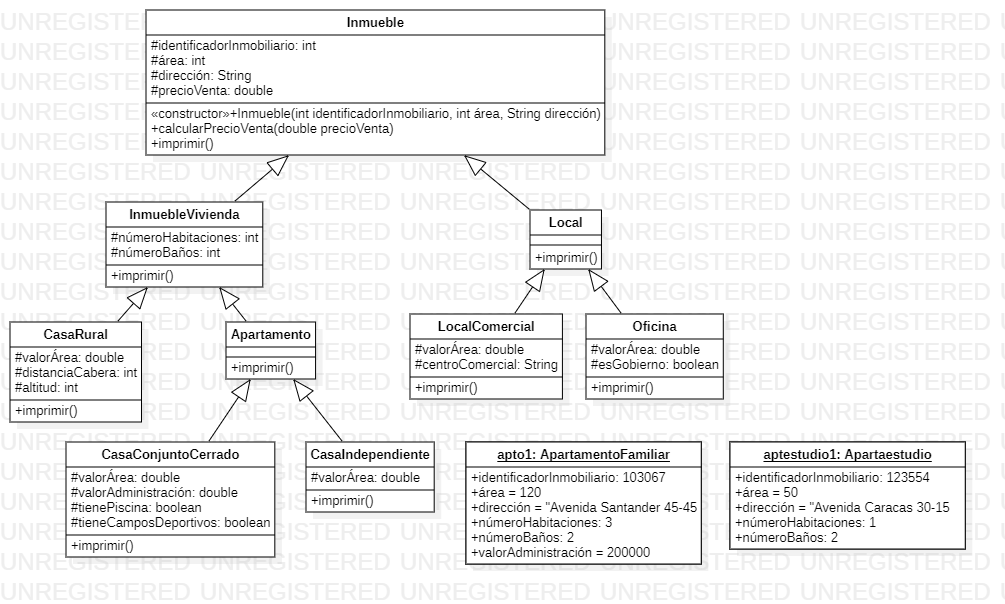 Inmueble
#identificadorInmobiliario: int
#área: int
#dirección: String
#precioVenta: double
«constructor»+Inmueble(int identificadorInmobiliario, int área, String dirección)
+calcularPrecioVenta(double precioVenta)
+imprimir()
InmuebleVivienda
#númeroHabitaciones: int
#númeroBaños: int
+imprimir()
Local
+imprimir()
CasaRural
#valorÁrea: double
#distanciaCabera: int
#altitud: int
+imprimir()
Apartamento
+imprimir()
LocalComercial
#valorÁrea: double
#centroComercial: String
+imprimir()
Oficina
#valorÁrea: double
#esGobierno: boolean
+imprimir()
CasaConjuntoCerrado
#valorÁrea: double
#valorAdministración: double
#tienePiscina: boolean
#tieneCamposDeportivos: boolean
+imprimir()
CasaIndependiente
#valorÁrea: double
+imprimir()
apto1: ApartamentoFamiliar
+identificadorInmobiliario: 103067
+área = 120
+dirección = "Avenida Santander 45-45
+númeroHabitaciones: 3
+númeroBaños: 2
+valorAdministración = 200000
aptestudio1: Apartaestudio
+identificadorInmobiliario: 123554
+área = 50
+dirección = "Avenida Caracas 30-15
+númeroHabitaciones: 1
+númeroBaños: 2
UNREGISTERED